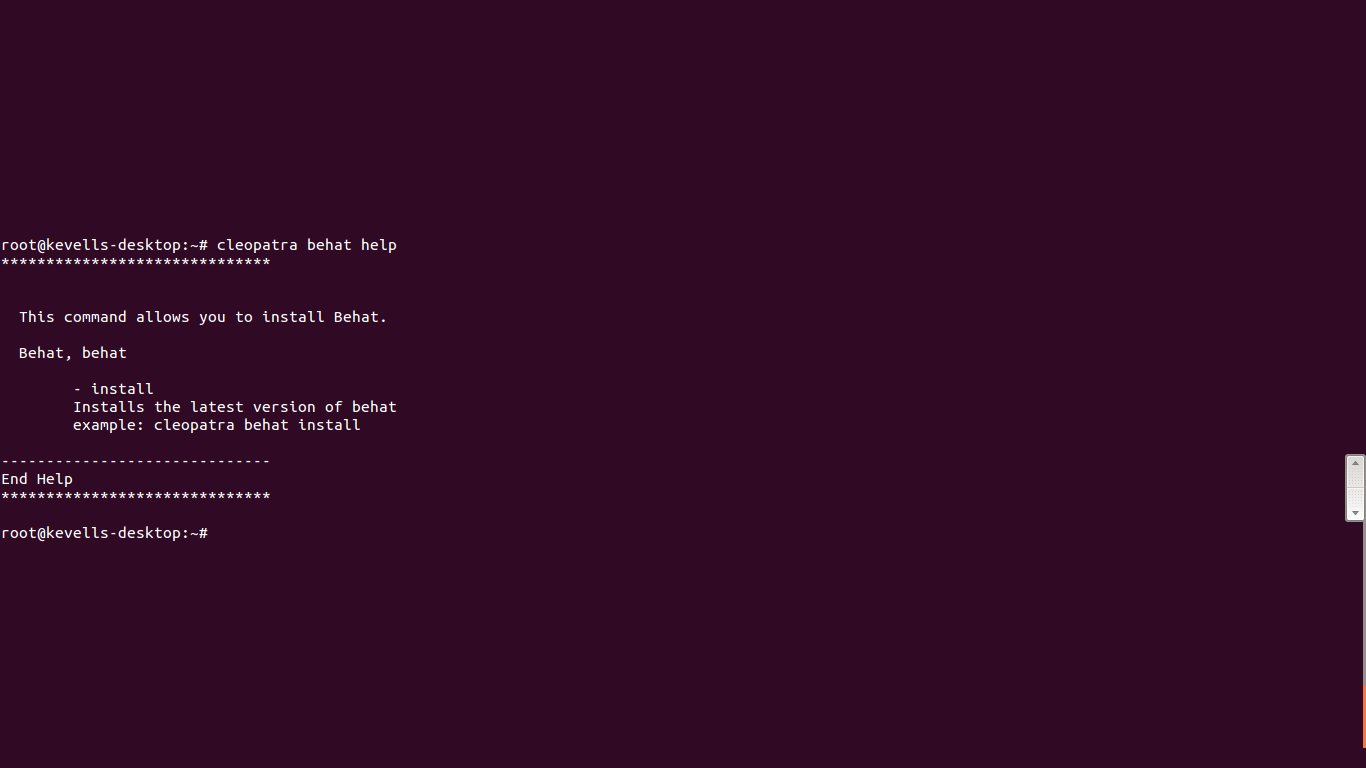 root@kevells-desktop:~# cleopatra behat help
******************************
This command allows you to install Behat.
Behat, behat
- install
Installs the latest version of behat
example: cleopatra behat install
------------------------------
End Help
******************************
root@kevells-desktop:~#